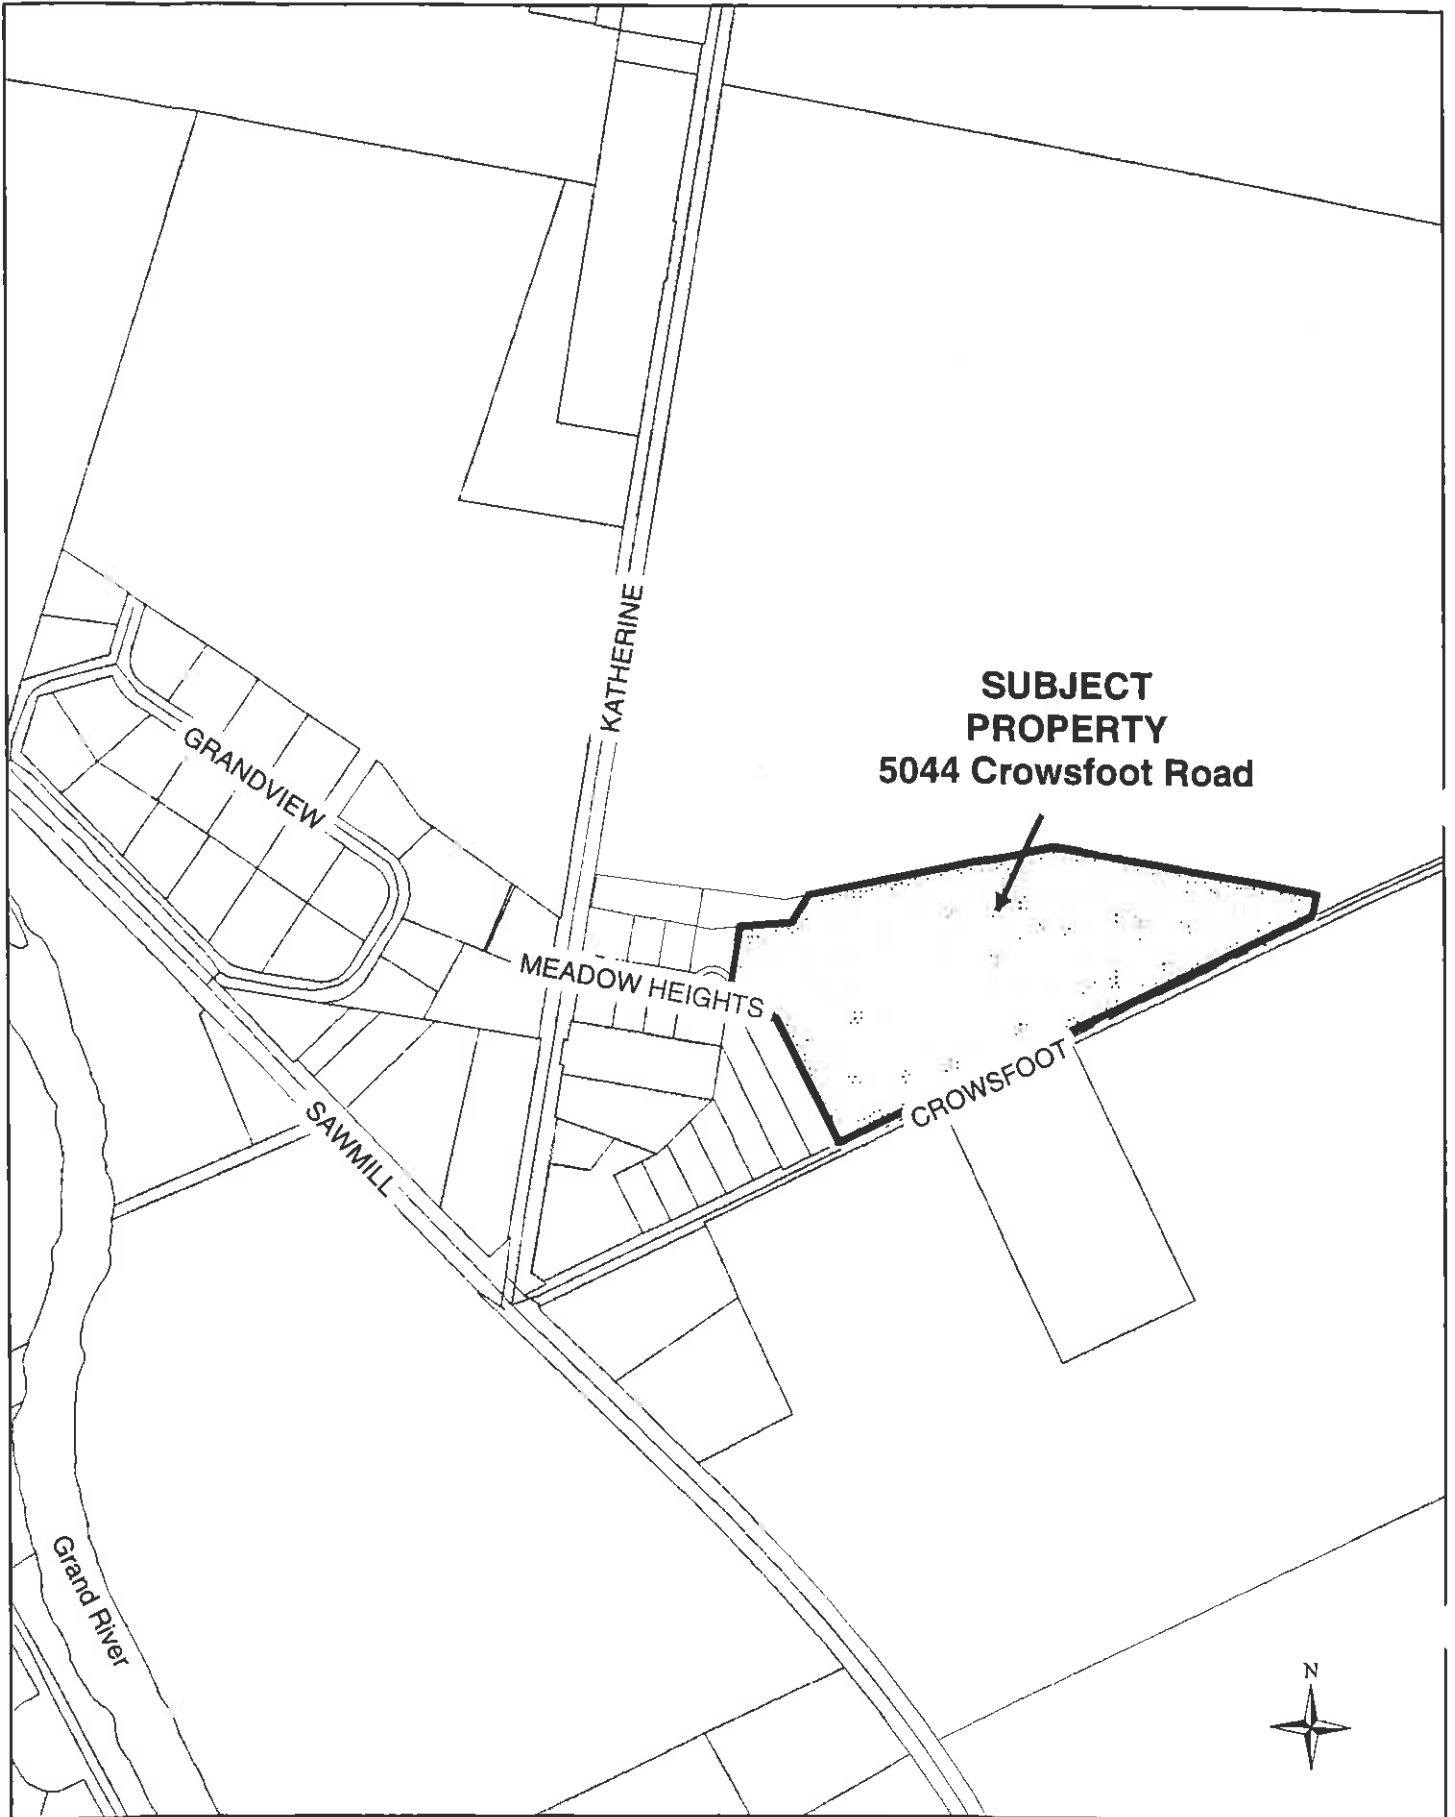 KATHERINE
SUBJECT
PROPERTY
5044 Crowsfoot Road
GRANDVIEW
MEADOW HEIGHTS
CROWSFOOT
SAWMILL
Grand River
N